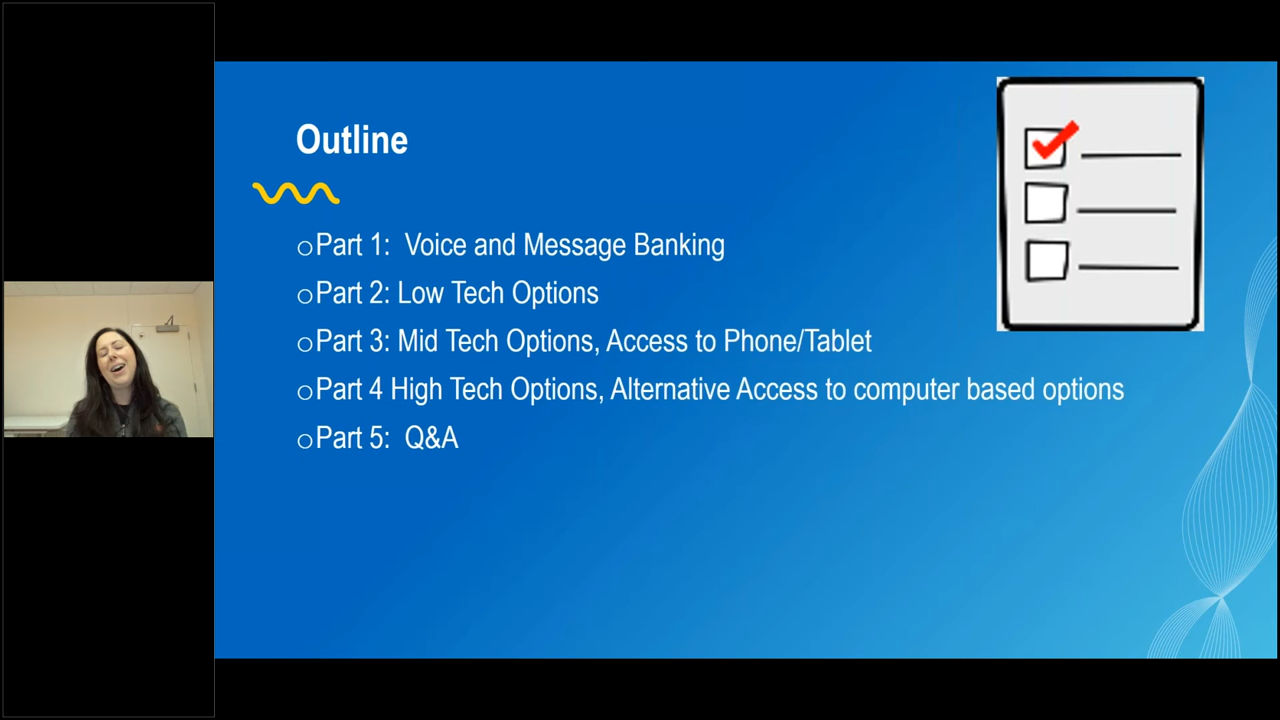 Outline
Part 1: Voice and Message Banking
Part 2: Low Tech Options
Part 3: Mid Tech Options, Access to Phone/Tablet
Part 4 High Tech Options, Alternative Access to computer based options
Part 5: Q&A